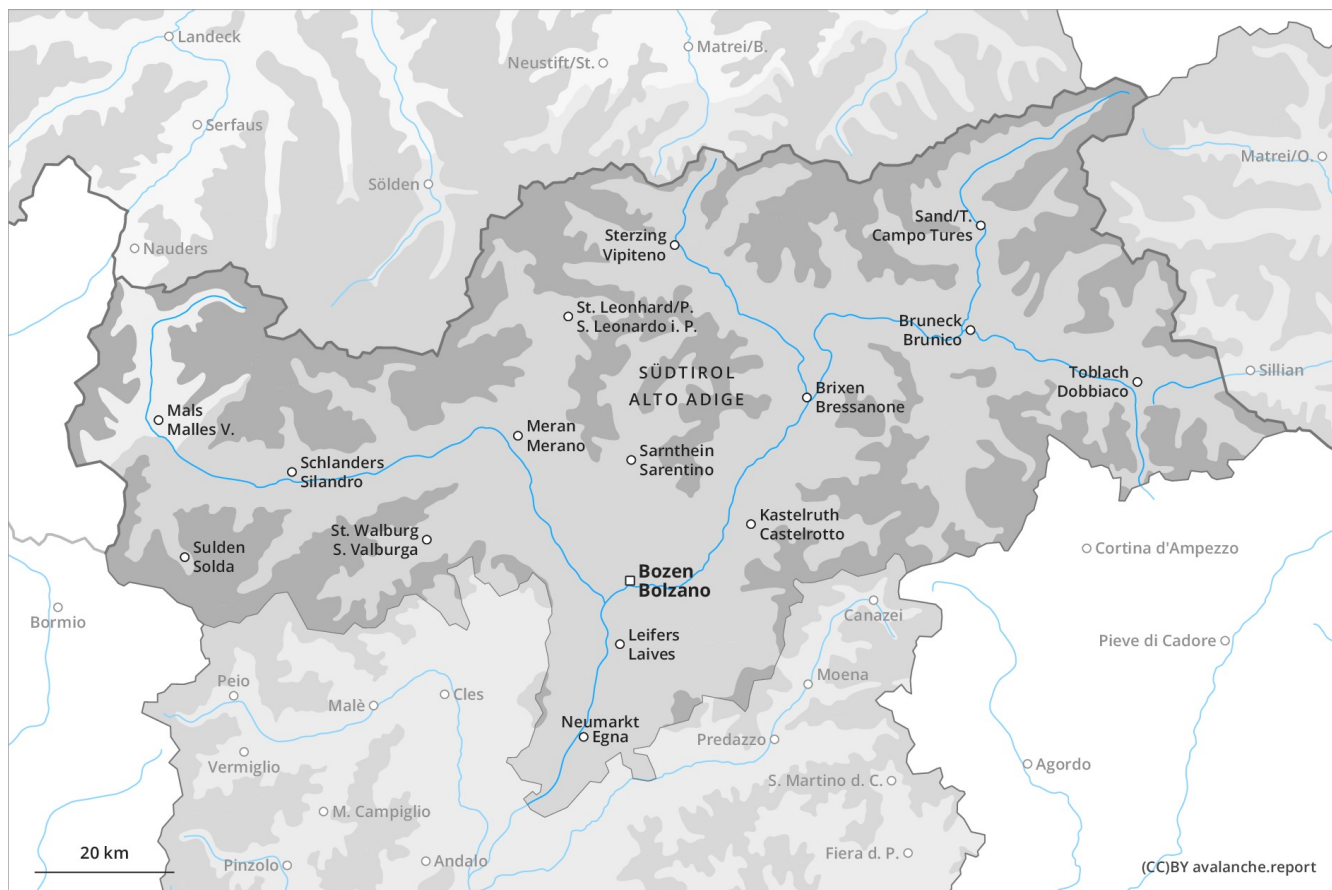 Landeck
Matrei/B.
Neustift/St.
Serfaus
Matrei/O.
Sölden
Sand/T.
Campo Tures
Nauders
Sterzing
Vipiteno
St. Leonhard/P.
S. Leonardo i. P.
Bruneck
Brunico
SÜDTIROL
ALTO ADIGE
Toblach
Dobbiaco
Sillian
Brixen
Bressanone
Mals
Malles V.
Meran
Merano
Schlanders
Silandro
Sarnthein
Sarentino
Kastelruth
Castelrotto
St. Walburg
S. Valburga
Sulden
Solda
Cortina d'Ampezzo
Bozen
Bolzano
Bormio
Canazei
Leifers
Laives
Pieve di Cadore
Peio
Malè
Cles
Moena
Neumarkt
Egna
Predazzo
Vermiglio
Agordo
S. Martino d. C.
M. Campiglio
20 km
Pinzolo
Andalo
Fiera d. P.
(CC)BY avalanche.report